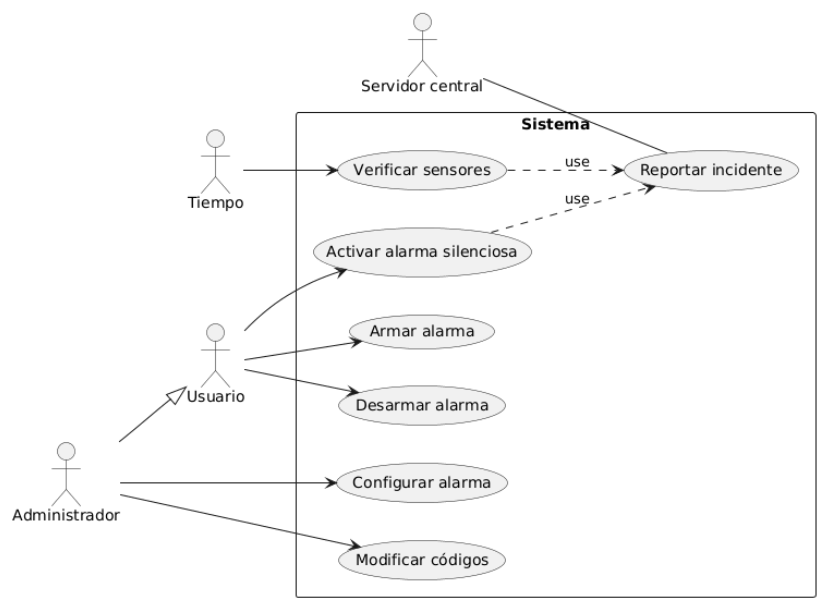 Servidor central
Sistema
Tiempo
Verificar sensores
use
Reportar incidente
use
Activar alarma silenciosa
Usuario
Armar alarma
Desarmar alarma
Administrador
Configurar alarma
Modificar códigos